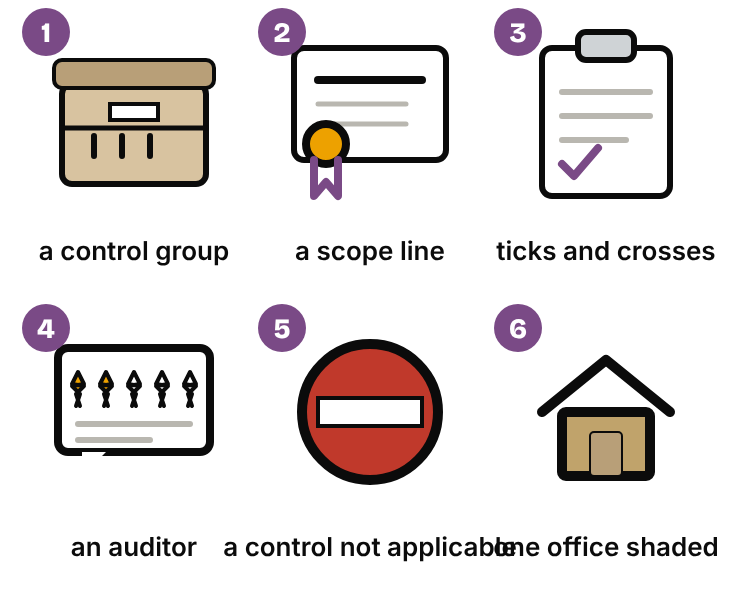 1
2
3
a control group
a scope line
ticks and crosses
4
5
6
an auditor
a control not applicable
one office shaded